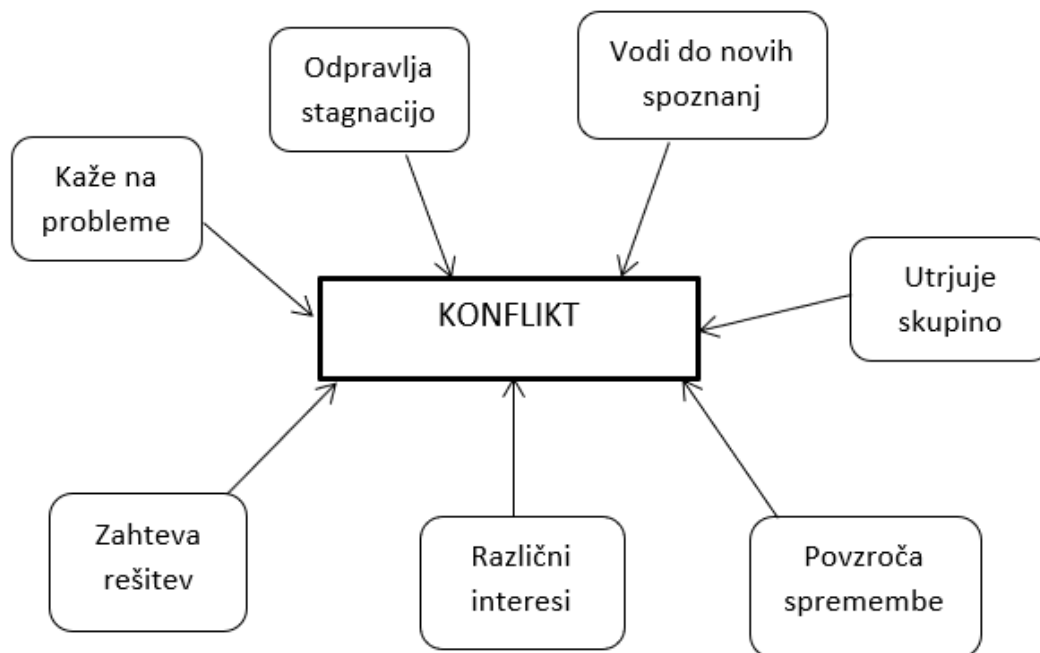 Odpravlja
stagnacijo
Vodi do novih
spoznanj
Kaže na
probleme
Utrjuje
skupino
KONFLIKT
Zahteva
rešitev
Različni
interesi
Povzroča
spremembe